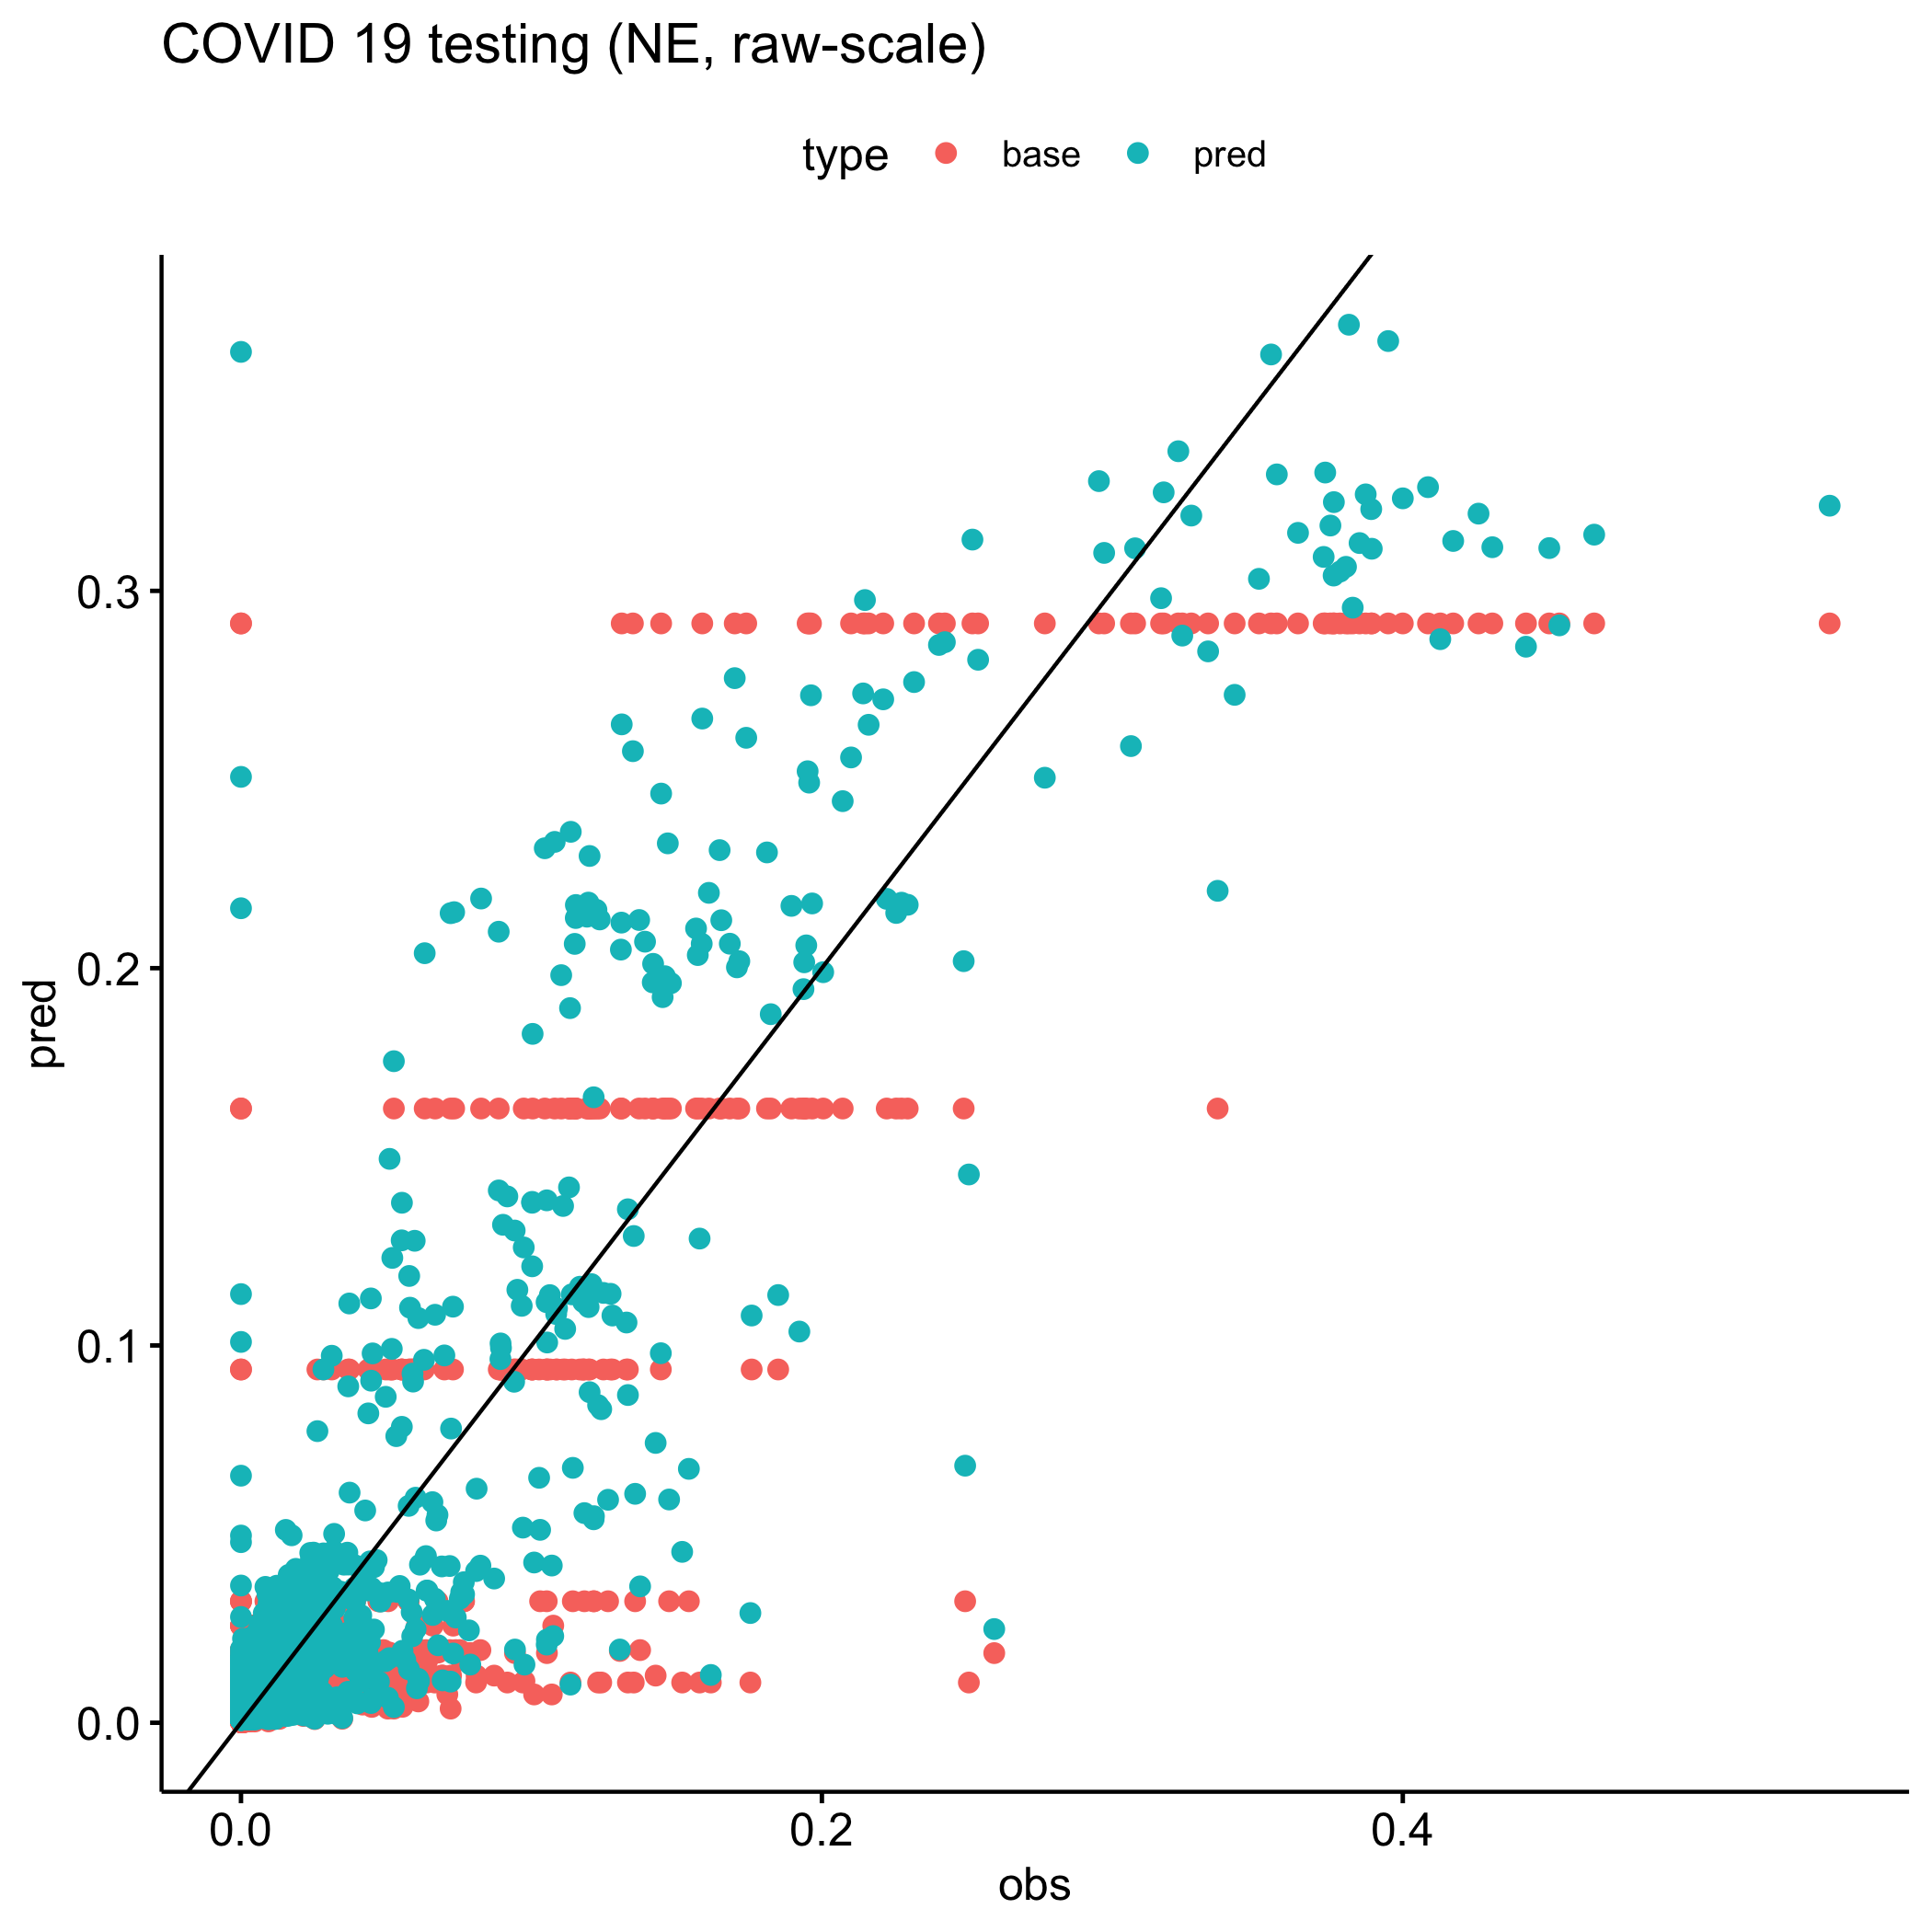 COVID 19 testing (NE, raw-scale)
type base pred
pred
0.3
0.2
0.1
0.0
0.0 0.2 0.4
obs